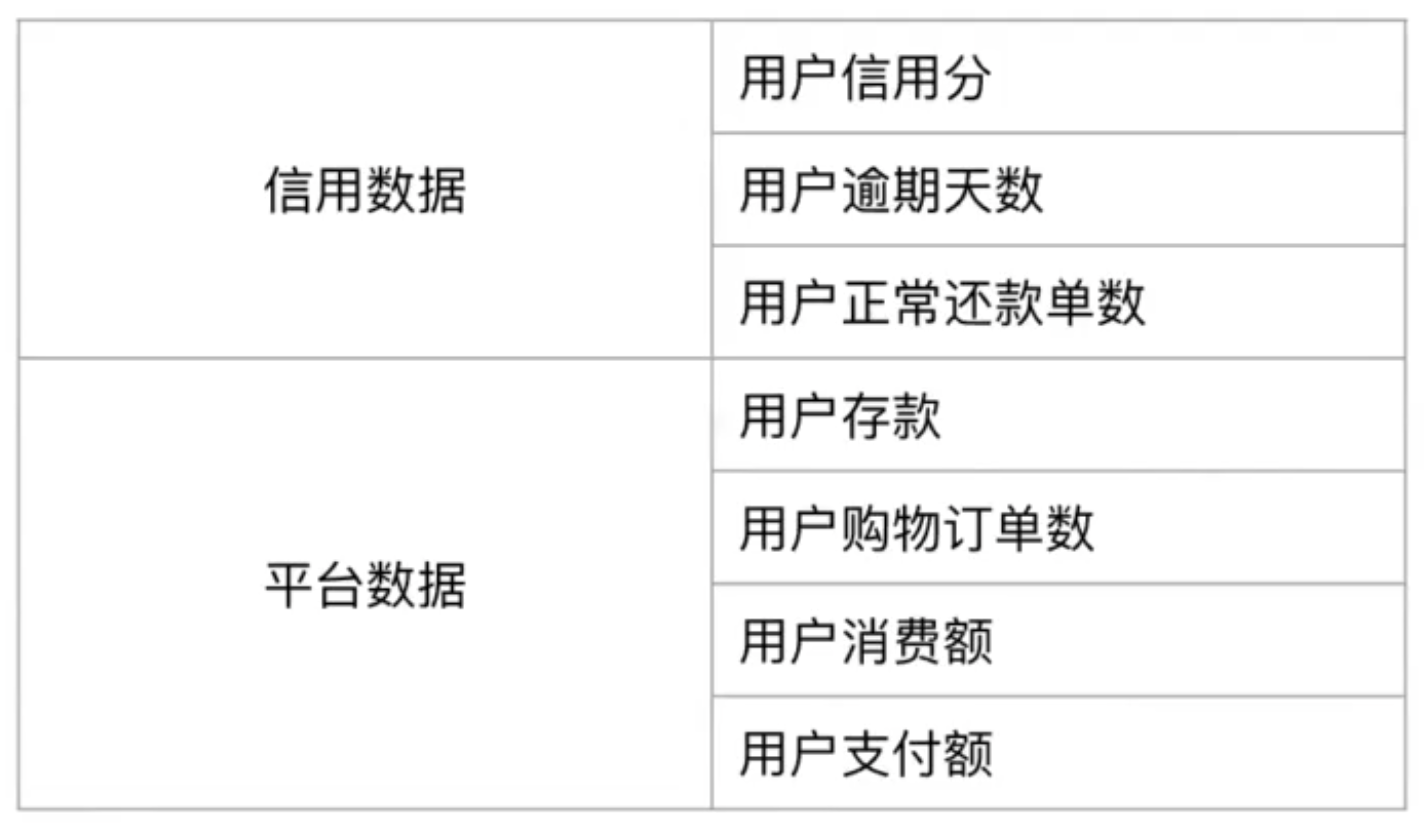 信用数据
用户信用分
用户逾期天数
用户正常还款单数
平台数据
用户存款
用户购物订单数
用户消费额
用户支付额